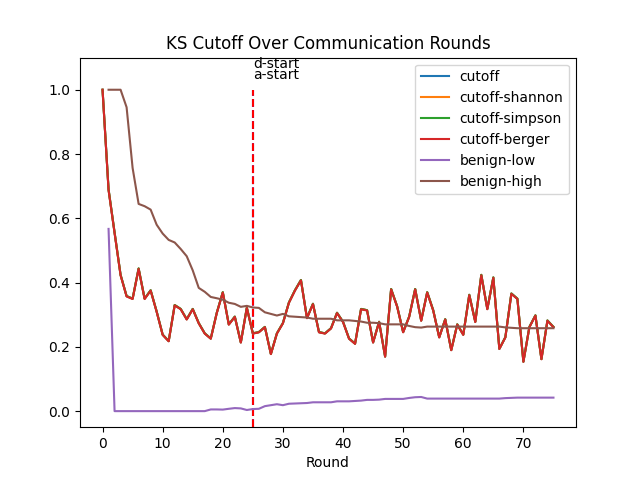 KS Cutoff Over Communication Rounds
d-start
a-start
cutoff
cutoff-shannon
cutoff-simpson
cutoff-berger
benign-low
benign-high
1.0
0.8
0.6
0.4
0.2
0.0
0 10 20 30 40 50 60 70
Round